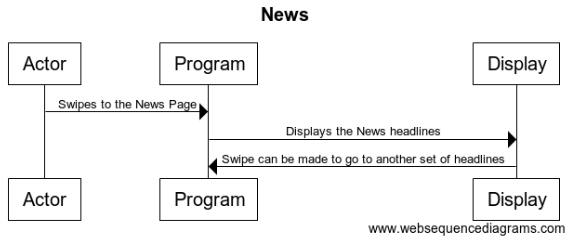 News
Actor
Program
Display
Swipes to the News Page
Displays the News headlines
Swipe can be made to go to another set of headlines
Actor
Program
Display
www.websequencediagrams.com